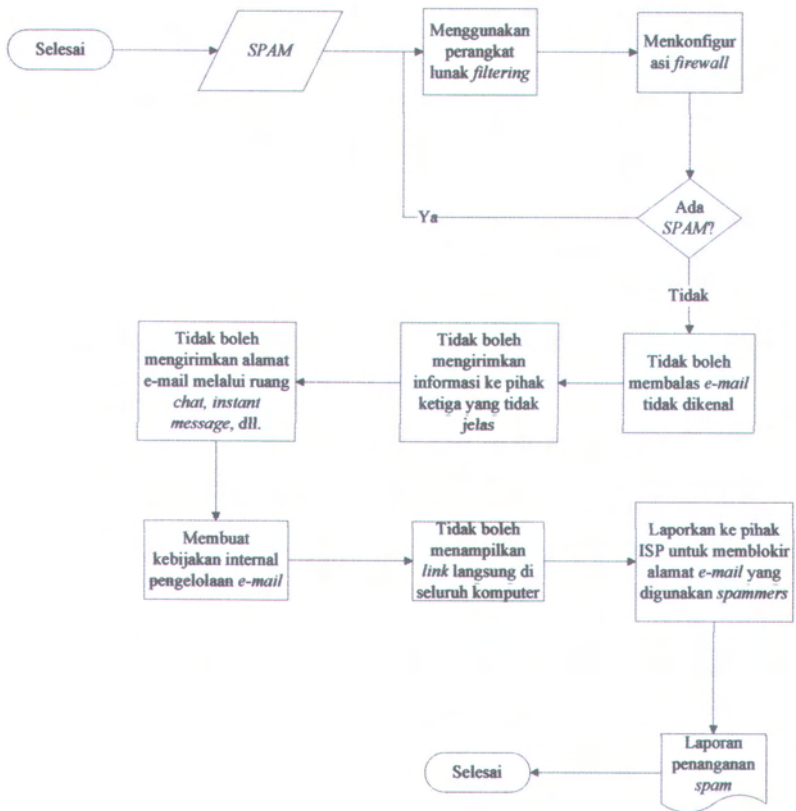 Selesai
SPAM
Menggunakan
perangkat
lunak filtering
Menkonfigur
asi firewall
Ada
SPAM?
Ya
Tidak
Tidak boleh
membalas e-mail
tidak dikenal
Tidak boleh
mengirimkan
informasi ke pihak
ketiga yang tidak
jelas
Tidak boleh
mengirimkan alamat
e-mail melalui ruang
chat, instant
message, dll.
Membuat
kebijakan internal
pengelolaan e-mail
Tidak boleh
menampilkan
link langsung di
seluruh komputer
Laporkan ke pihak
ISP untuk memblokir
alamat e-mail yang
digunakan spammers
Laporan
penanganan
spam
Selesai